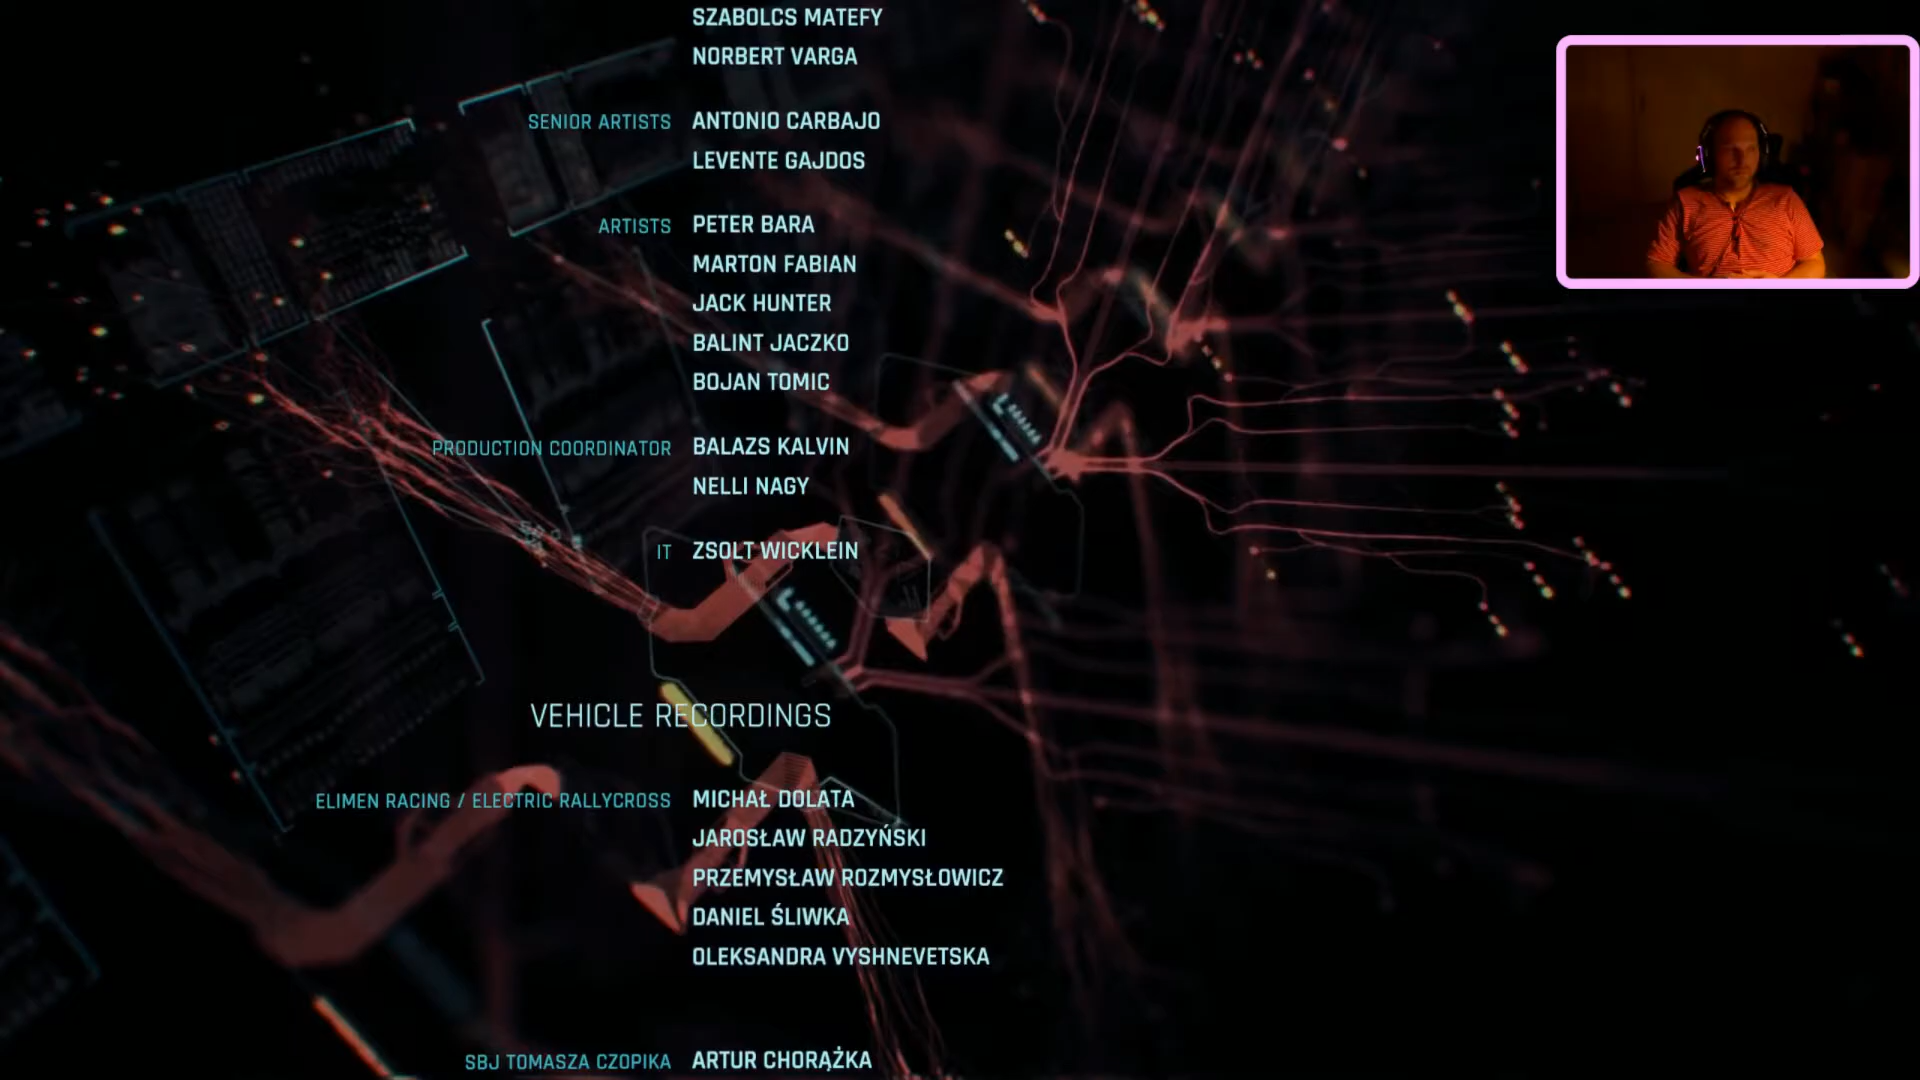 SZABOLCS MATEFY
NORBERT VARGA
SENIOR ARTISTS ANTONIO CARBAJO
LEVENTE GAJDOS
ARTISTS PETER BARA
MARTON FABIAN
JACK HUNTER
BALINT JACZKO
BOJAN TOMIC
PRODUCTION COORDINATOR BALAZS KALVIN
NELLI NAGY
IT ZSOLT WICKLEIN
VEHICLE RECORDINGS
ELIMEN RACING / ELECTRIC RALLYCROSS MICHAŁ DOLATA
JAROSŁAW RADZYŃSKI
PRZEMYSŁAW ROZMYSŁOWICZ
DANIEL ŚLIWKA
OLEKSANDRA VYSHNEVETSKA
SBJ TOMASZA CZOPIKA ARTUR CHORĄŻKA